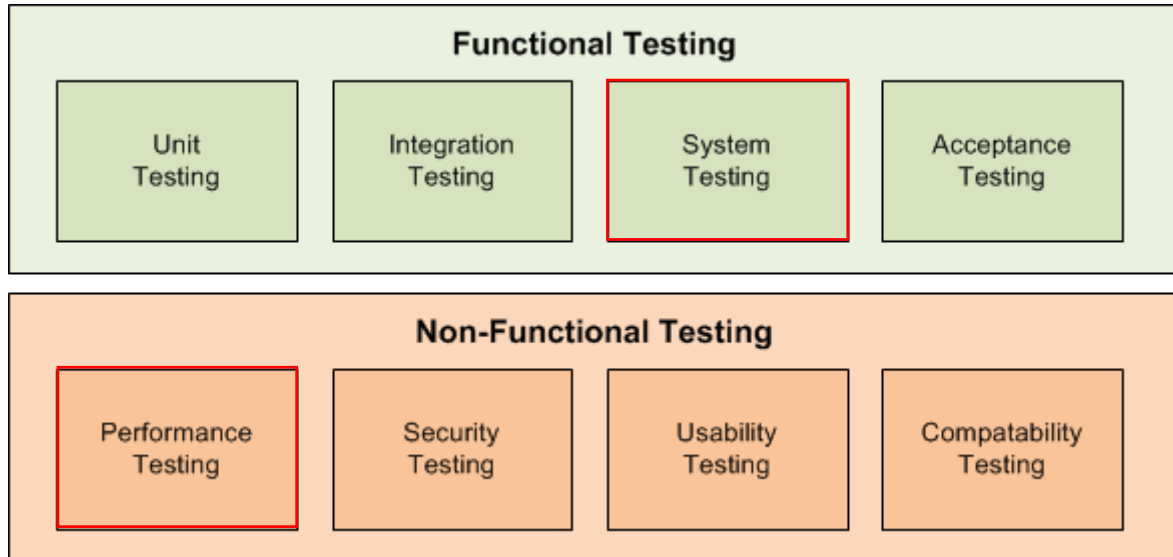 Functional Testing
Unit
Testing
Integration
Testing
System
Testing
Acceptance
Testing
Non-Functional Testing
Performance
Testing
Security
Testing
Usability
Testing
Compatability
Testing